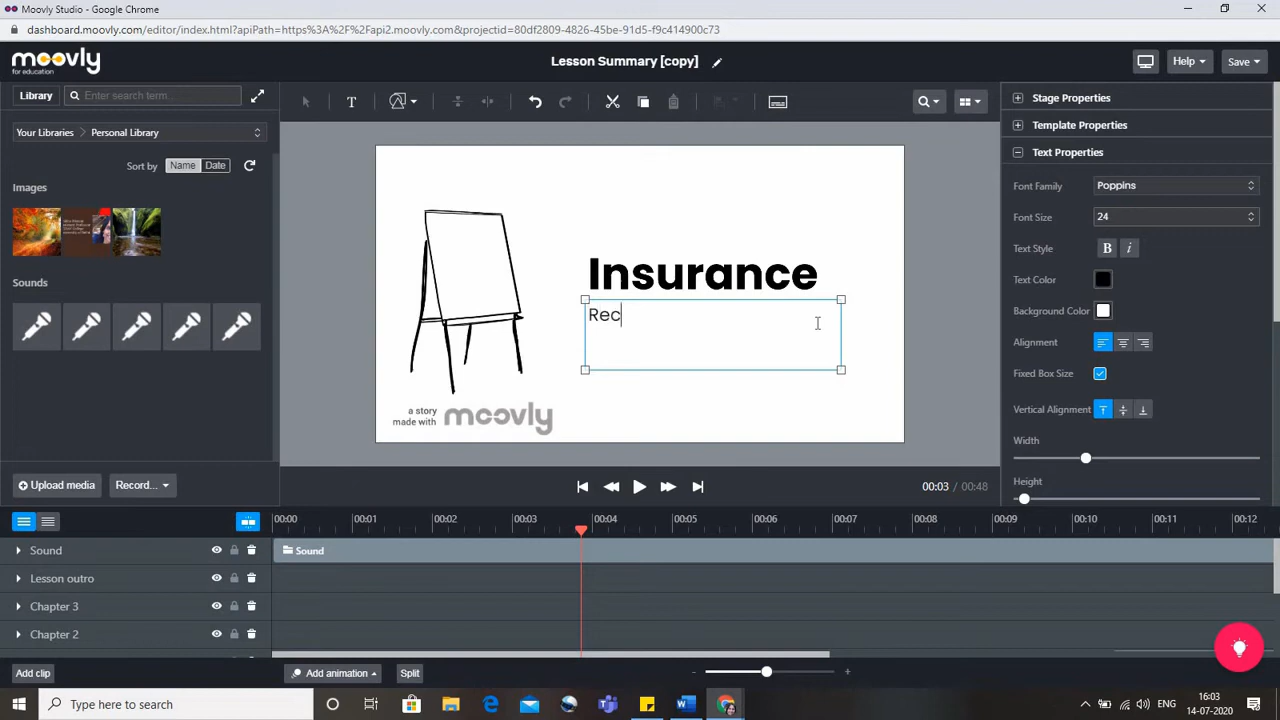 Moovly Studio - Google Chrome
dashboard.moovly.com/editor/index.html?apiPath=https%3A%2F%2Fapi2.moovly.com&projectid=80df2809-4826-45be-91d5-f9c414900c73
moovly
for education
Lesson Summary [copy]
Help
Save
Library
Enter search term...
T
Your Libraries > Personal Library
Sort by Name Date
Images
Sounds
Upload media
Record...
Insurance
Rec
a story
made with moovly
00:03 / 00:48
Stage Properties
Template Properties
Text Properties
Font Family Poppins
Font Size 24
Text Style B i
Text Color
Background Color
Alignment
Fixed Box Size
Vertical Alignment
Width
Height
00:00 00:01 00:02 00:03 00:04 00:05 00:06 00:07 00:08 00:09 00:10 00:11 00:12
Sound
Sound
Lesson outro
Chapter 3
Chapter 2
Add clip
Add animation
Split
- +
Type here to search
ENG
16:03
14-07-2020